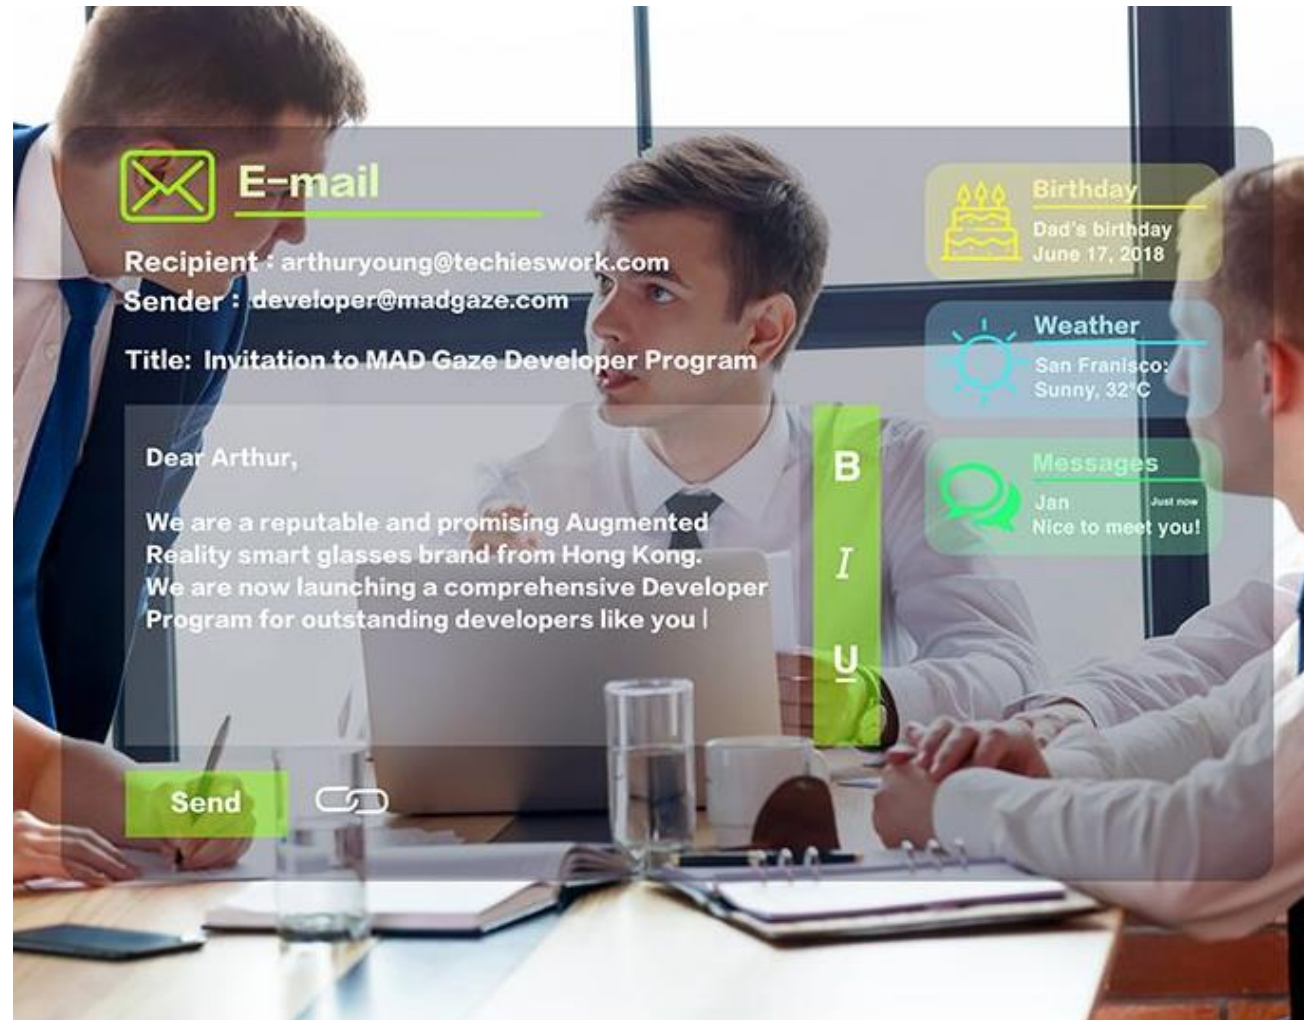 E-mail
Recipient : arthuryoung@techieswork.com
Sender : developer@madgaze.com
Title: Invitation to MAD Gaze Developer Program
Dear Arthur,
We are a reputable and promising Augmented
Reality smart glasses brand from Hong Kong.
We are now launching a comprehensive Developer
Program for outstanding developers like you |
B
I
U
Send
Birthday
Dad's birthday
June 17, 2018
Weather
San Franisco:
Sunny, 32°C
Messages
Jan Just now
Nice to meet you!